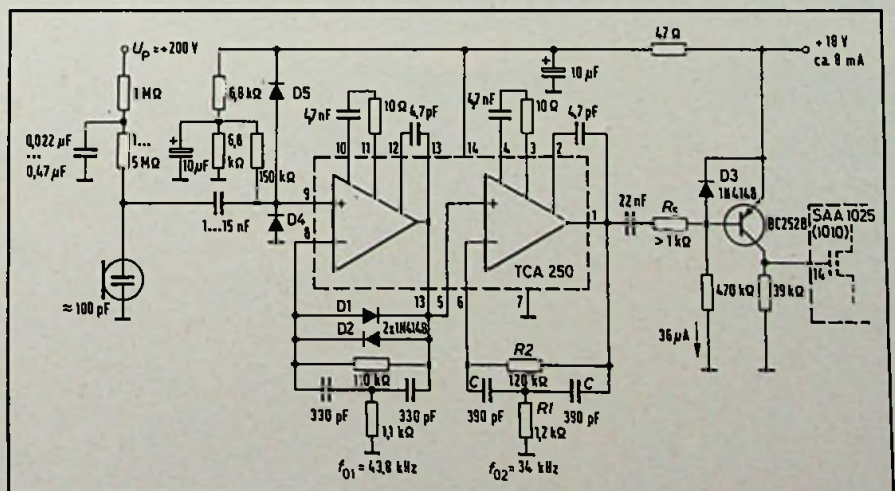 Up = +200 V
47 Ω
+ 18 V
ca. 8 mA
1 MΩ
6,8 kΩ
D5
+
10 µF
4,7 nF
10 Ω
4,7 pF
4,7 nF
10 Ω
4,7 pF
0,022 µF
...
0,47 µF
1...
5 MΩ
+
10 µF
6,8
kΩ
150 kΩ
10
11
12
13
14
4
3
2
D3
1N4148
1...15 nF
9
+
8
−
D4
+
−
1
22 nF
Rs
> 1 kΩ
BC252B
SAA 1025
(1010)
14
TCA 250
≈ 100 pF
13
5
6
7
470 kΩ
39 kΩ
36 µA
D1
D2
2x1N4148
110 kΩ
R2
120 kΩ
330 pF
330 pF
C
C
390 pF
R1
390 pF
1,1 kΩ
1,2 kΩ
f01 = 43,8 kHz
f02 = 34 kHz